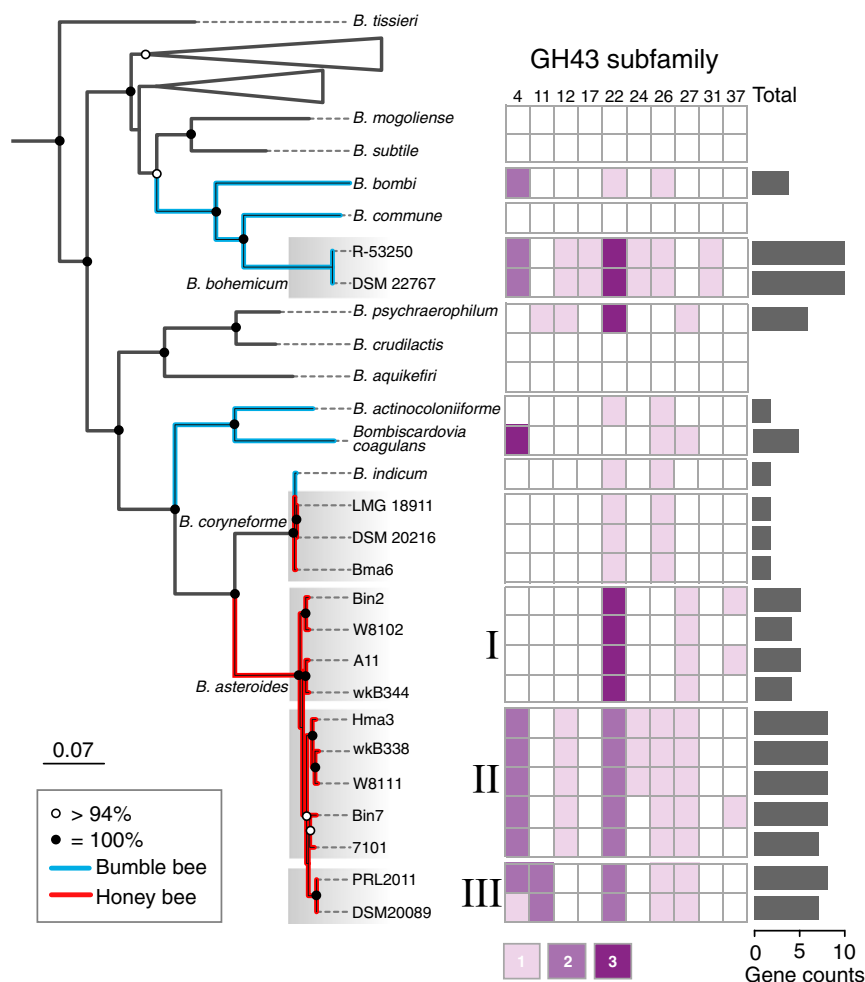 B. tissieri
GH43 subfamily
4 11 12 17 22 24 26 27 31 37 Total
B. mogoliense
B. subtile
B. bombi
B. commune
R-53250
B. bohemicum
DSM 22767
B. psychraerophilum
B. crudilactis
B. aquikefiri
B. actinocoloniiforme
Bombiscardovia
coagulans
B. indicum
LMG 18911
B. coryneforme
DSM 20216
Bma6
Bin2
W8102
I
A11
B. asteroides
wkB344
Hma3
wkB338
0.07
II
W8111
> 94%
Bin7
= 100%
7101
Bumble bee
PRL2011
Honey bee
III
DSM20089
1 2 3
0 5 10
Gene counts